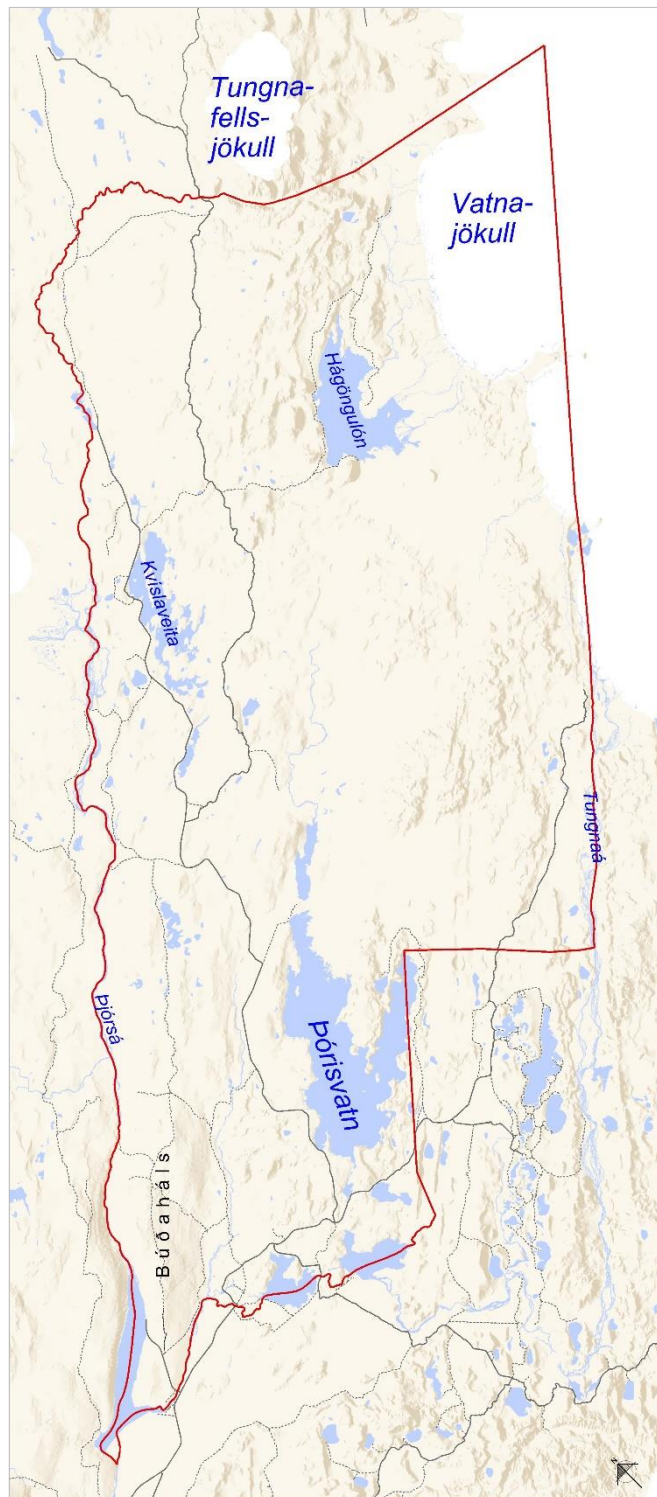 Tungna-
fells-
jökull
Vatna-
jökull
Hágöngulón
Kvíslaveita
Tungnaá
Þjórsá
Þórisvatn
Búðaháls